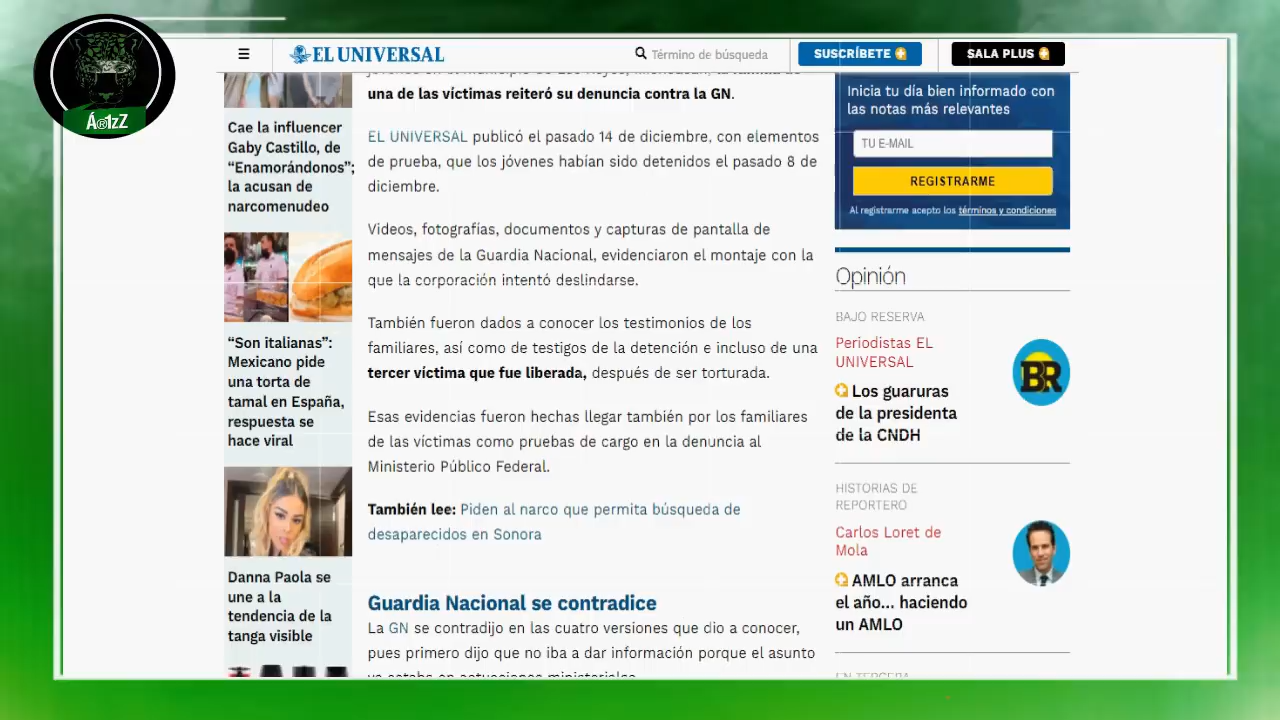 Á⍟1zZ
☰
EL UNIVERSAL
Término de búsqueda
SUSCRÍBETE
SALA PLUS
Cae la influencer
Gaby Castillo, de
“Enamorándonos”;
la acusan de
narcomenudeo
“Son italianas”:
Mexicano pide
una torta de
tamal en España,
respuesta se
hace viral
Danna Paola se
une a la
tendencia de la
tanga visible
una de las víctimas reiteró su denuncia contra la GN.
EL UNIVERSAL publicó el pasado 14 de diciembre, con elementos
de prueba, que los jóvenes habían sido detenidos el pasado 8 de
diciembre.
Videos, fotografías, documentos y capturas de pantalla de
mensajes de la Guardia Nacional, evidenciaron el montaje con la
que la corporación intentó deslindarse.
También fueron dados a conocer los testimonios de los
familiares, así como de testigos de la detención e incluso de una
tercer víctima que fue liberada, después de ser torturada.
Esas evidencias fueron hechas llegar también por los familiares
de las víctimas como pruebas de cargo en la denuncia al
Ministerio Público Federal.
También lee: Piden al narco que permita búsqueda de
desaparecidos en Sonora
Guardia Nacional se contradice
La GN se contradijo en las cuatro versiones que dio a conocer,
pues primero dijo que no iba a dar información porque el asunto
Inicia tu día bien informado con
las notas más relevantes
TU E-MAIL
REGISTRARME
Al registrarme acepto los términos y condiciones
Opinión
BAJO RESERVA
Periodistas EL
UNIVERSAL
Los guaruras
de la presidenta
de la CNDH
BR
HISTORIAS DE
REPORTERO
Carlos Loret de
Mola
AMLO arranca
el año... haciendo
un AMLO